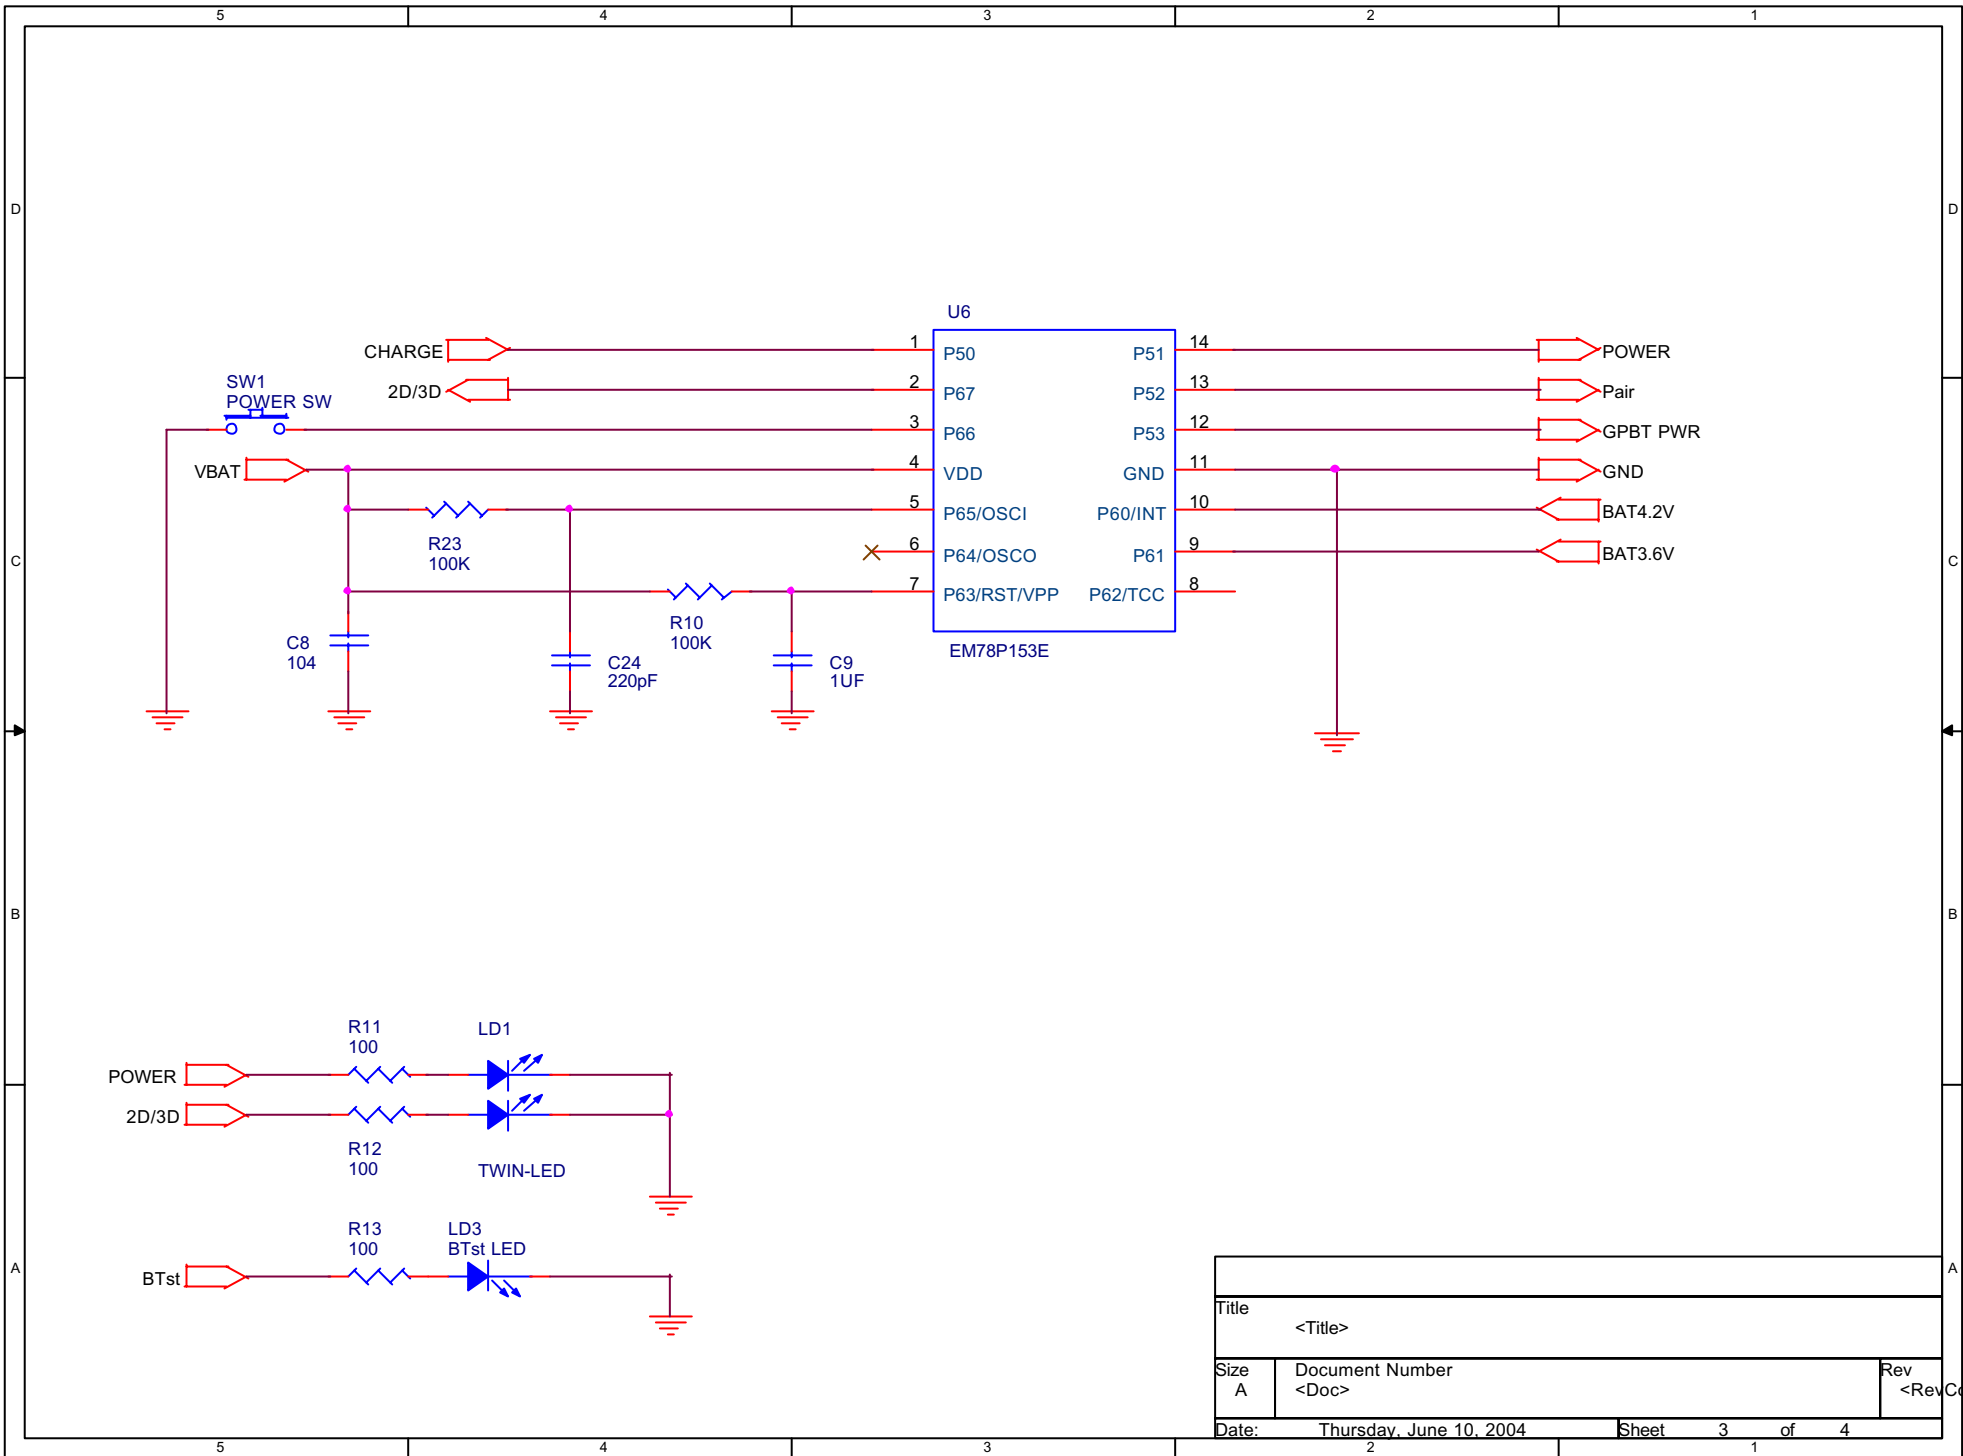 5 4 3 2 1
D D
U6
CHARGE 1 P50 P51 14 POWER
SW1
POWER SW
2D/3D 2 P67 P52 13 Pair
3 P66 P53 12 GPBT PWR
VBAT 4 VDD GND 11 GND
5 P65/OSCI P60/INT 10 BAT4.2V
R23
100K
C C
6 P64/OSCO P61 9 BAT3.6V
7 P63/RST/VPP P62/TCC 8
R10
100K
C8
104
EM78P153E
C24
220pF
C9
1UF
B B
R11
100
LD1
POWER
2D/3D
R12
100
TWIN-LED
R13
100
LD3
BTst LED
BTst
A A
Title
<Title>
Size
A
Document Number
<Doc>
Rev
<RevCo
Date: Thursday, June 10, 2004 Sheet 3 of 4
5 4 3 2 1